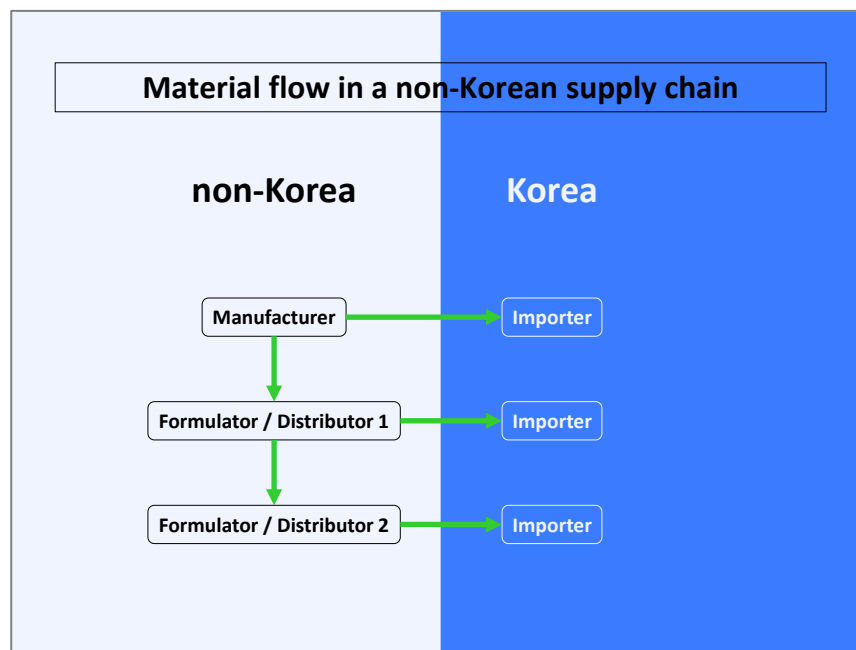 Material flow in a non-Korean supply chain
non-Korea
Korea
Manufacturer
Importer
Formulator / Distributor 1
Importer
Formulator / Distributor 2
Importer